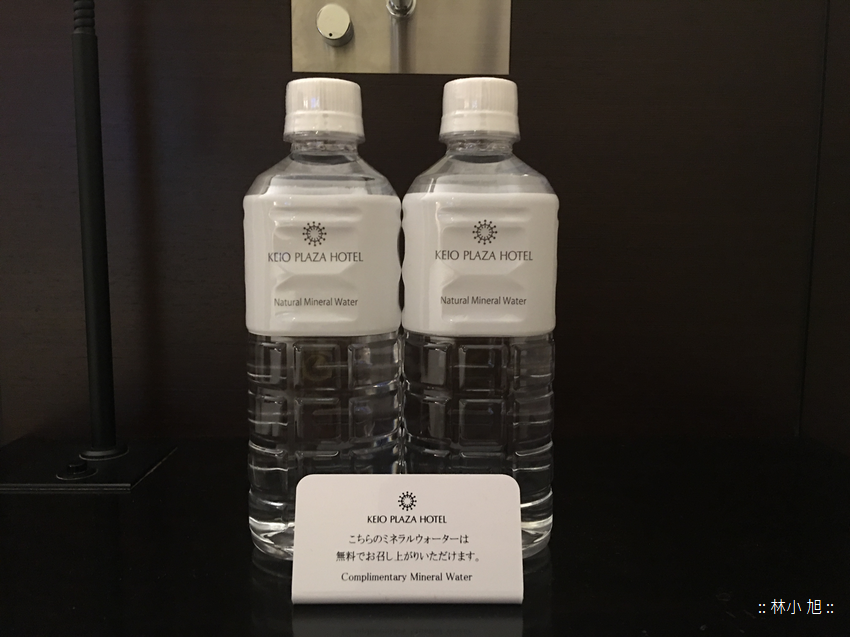 KEIO PLAZA HOTEL
Natural Mineral Water
KEIO PLAZA HOTEL
Natural Mineral Water
KEIO PLAZA HOTEL
こちらのミネラルウォーターは
無料でお召し上がりいただけます。
Complimentary Mineral Water
:: 林小旭 ::